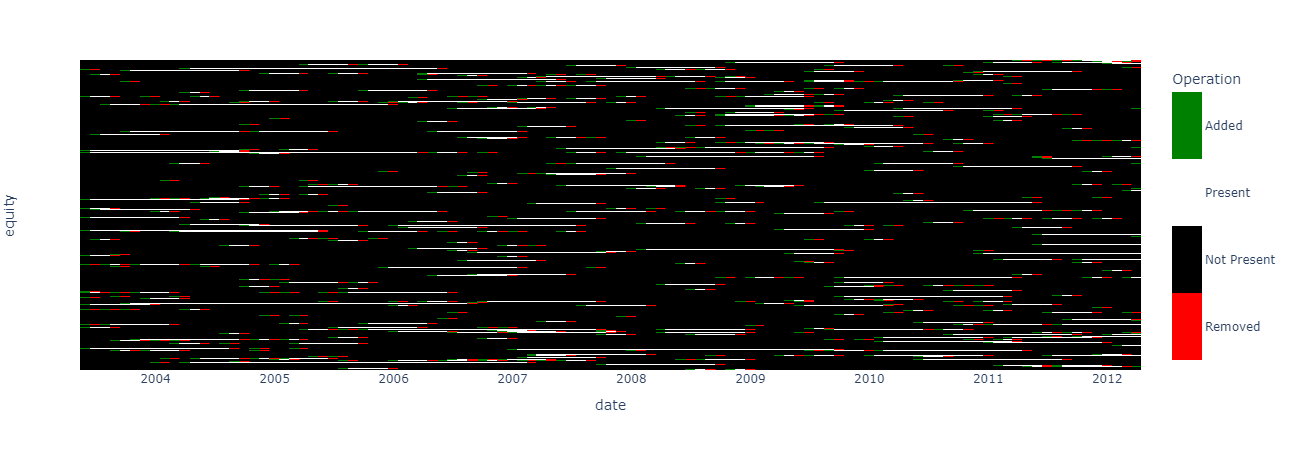 Operation
Added
Present
Not Present
Removed
equity
2004 2005 2006 2007 2008 2009 2010 2011 2012
date